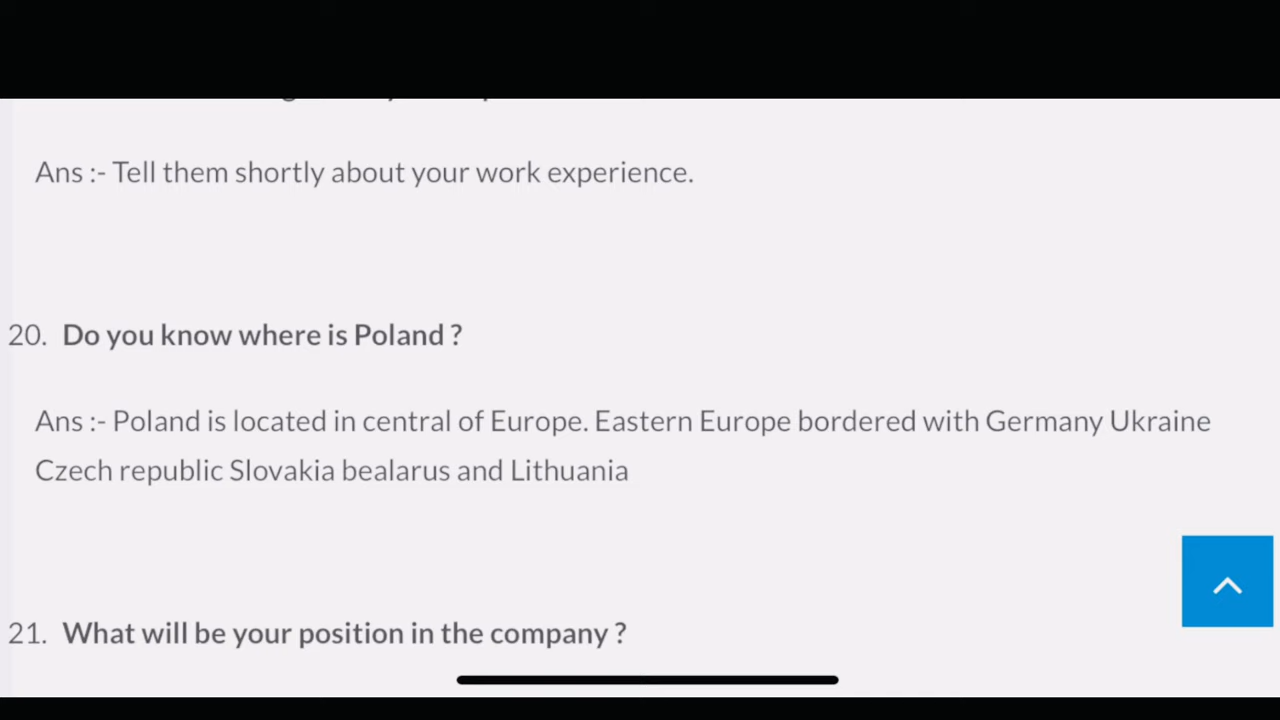 Ans :- Tell them shortly about your work experience.
20. Do you know where is Poland ?
Ans :- Poland is located in central of Europe. Eastern Europe bordered with Germany Ukraine
Czech republic Slovakia bealarus and Lithuania
21. What will be your position in the company ?